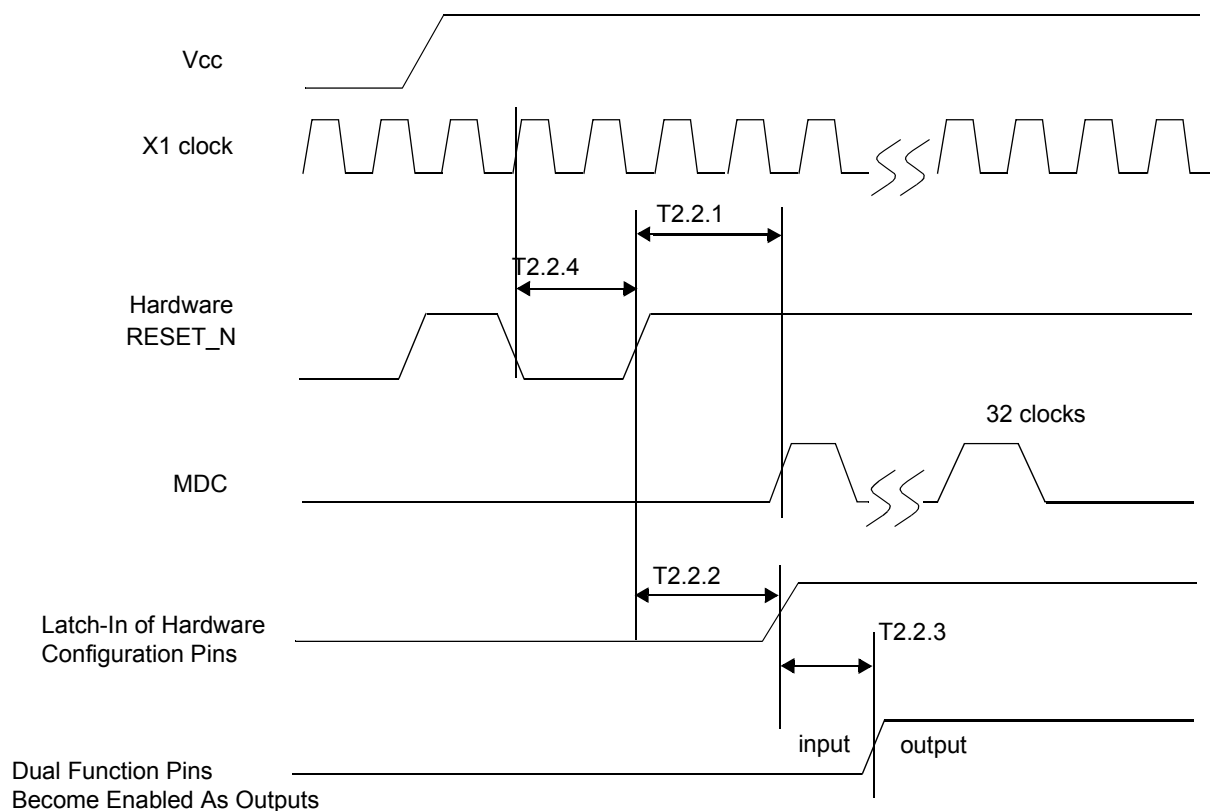 Vcc
X1 clock
T2.2.1
T2.2.4
Hardware
RESET_N
32 clocks
MDC
T2.2.2
Latch-In of Hardware
Configuration Pins
T2.2.3
input
output
Dual Function Pins
Become Enabled As Outputs